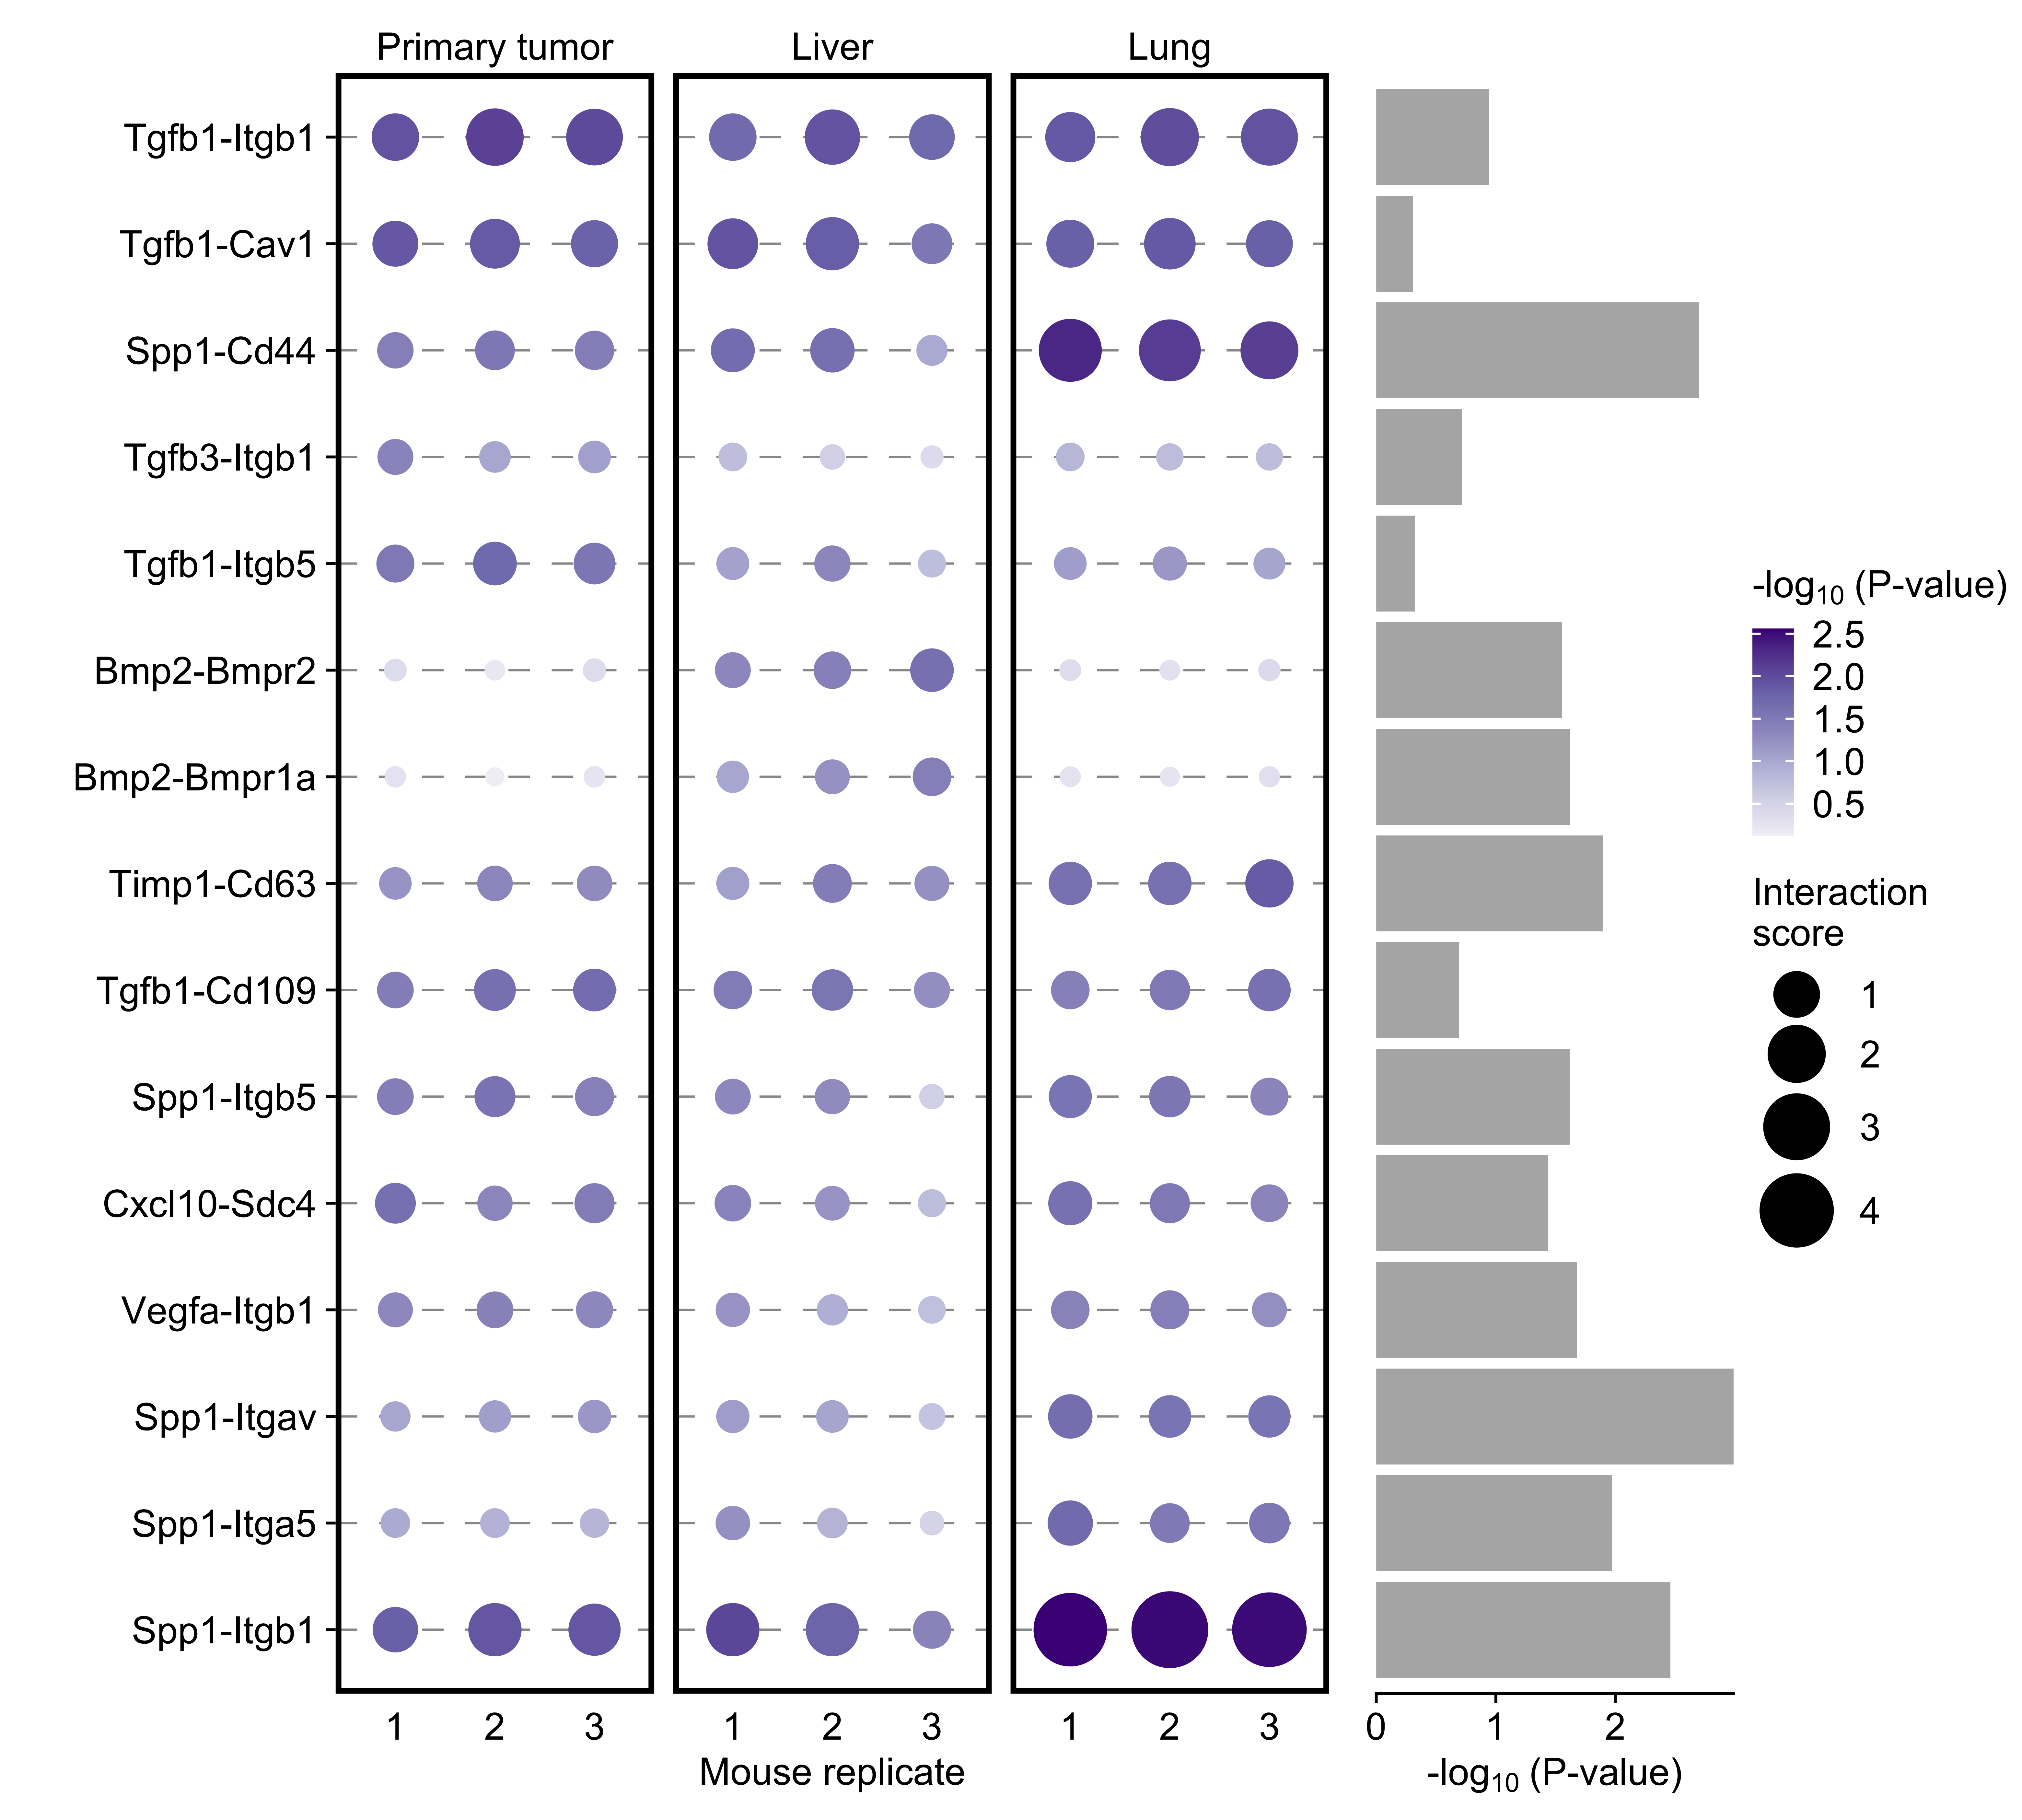 Primary tumor Liver Lung
Tgfb1-Itgb1
Tgfb1-Cav1
Spp1-Cd44
Tgfb3-Itgb1
Tgfb1-Itgb5
Bmp2-Bmpr2
Bmp2-Bmpr1a
Timp1-Cd63
Tgfb1-Cd109
Spp1-Itgb5
Cxcl10-Sdc4
Vegfa-Itgb1
Spp1-Itgav
Spp1-Itga5
Spp1-Itgb1
1 2 3 1 2 3 1 2 3
Mouse replicate
0 1 2
-log₁₀ (P-value)
-log₁₀ (P-value)
2.5
2.0
1.5
1.0
0.5
Interaction
score
1
2
3
4